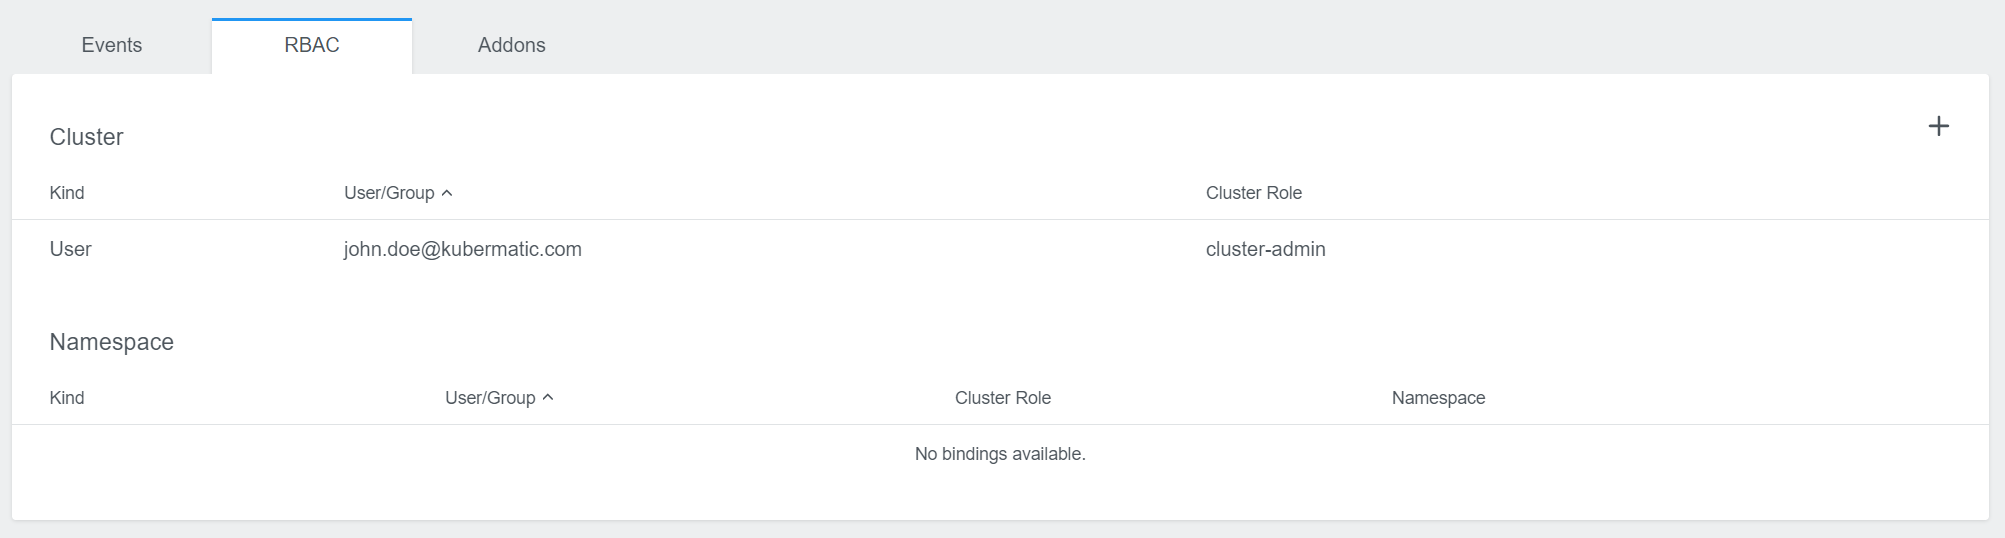 Events RBAC Addons
Cluster
Kind User/Group Cluster Role
User john.doe@kubermatic.com cluster-admin
Namespace
Kind User/Group Cluster Role Namespace
No bindings available.